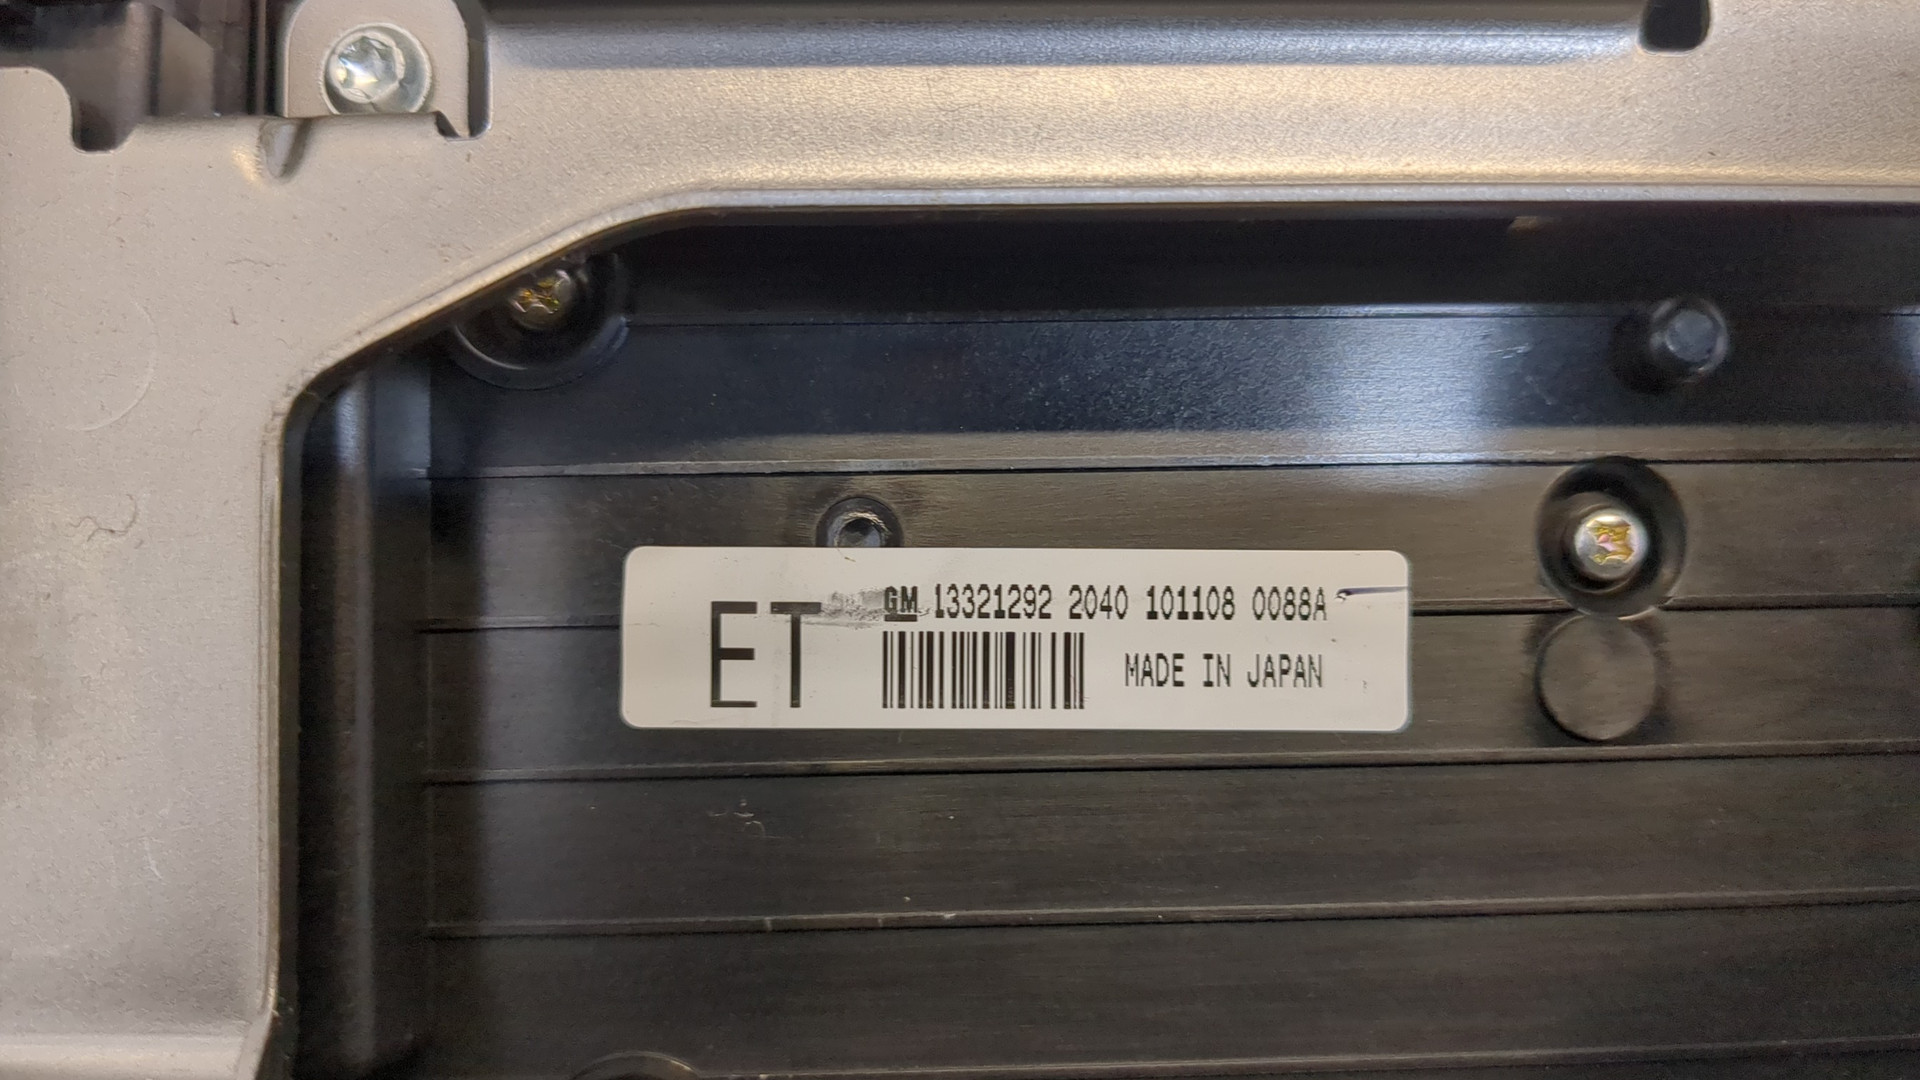 ET
GM 13321292 2040 101108 0088A
MADE IN JAPAN